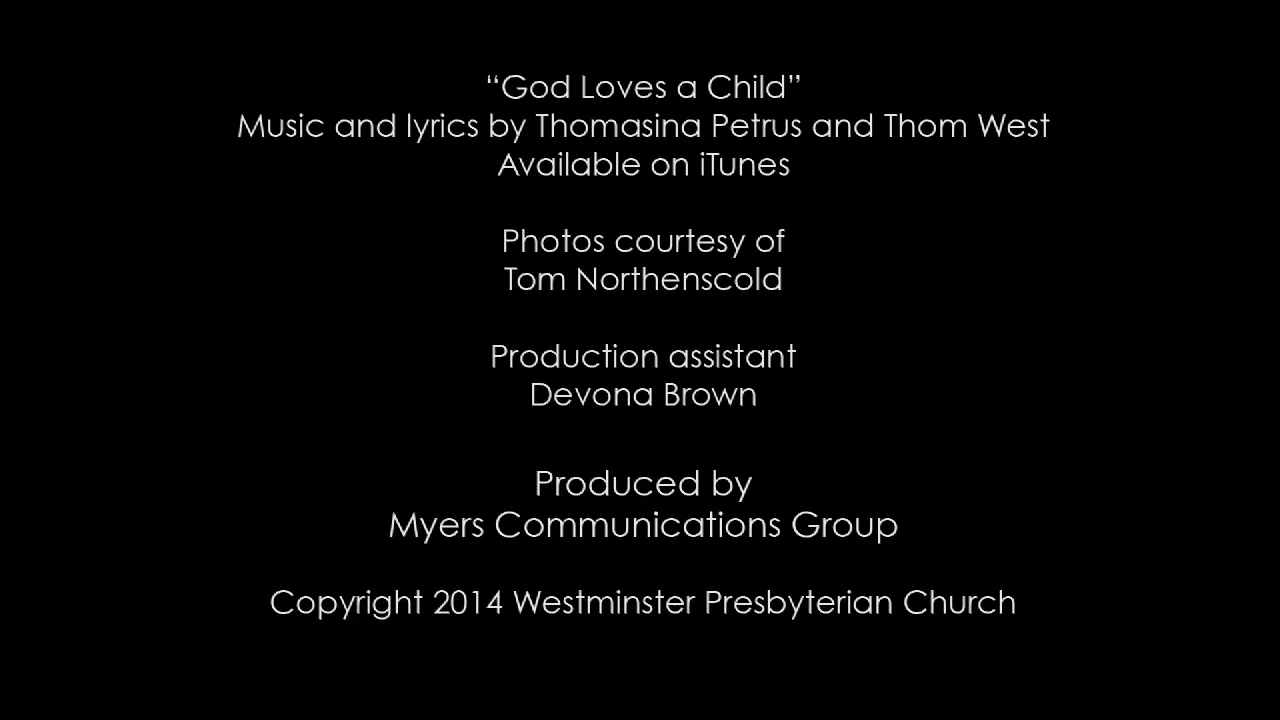 “God Loves a Child”
Music and lyrics by Thomasina Petrus and Thom West
Available on iTunes
Photos courtesy of
Tom Northenscold
Production assistant
Devona Brown
Produced by
Myers Communications Group
Copyright 2014 Westminster Presbyterian Church